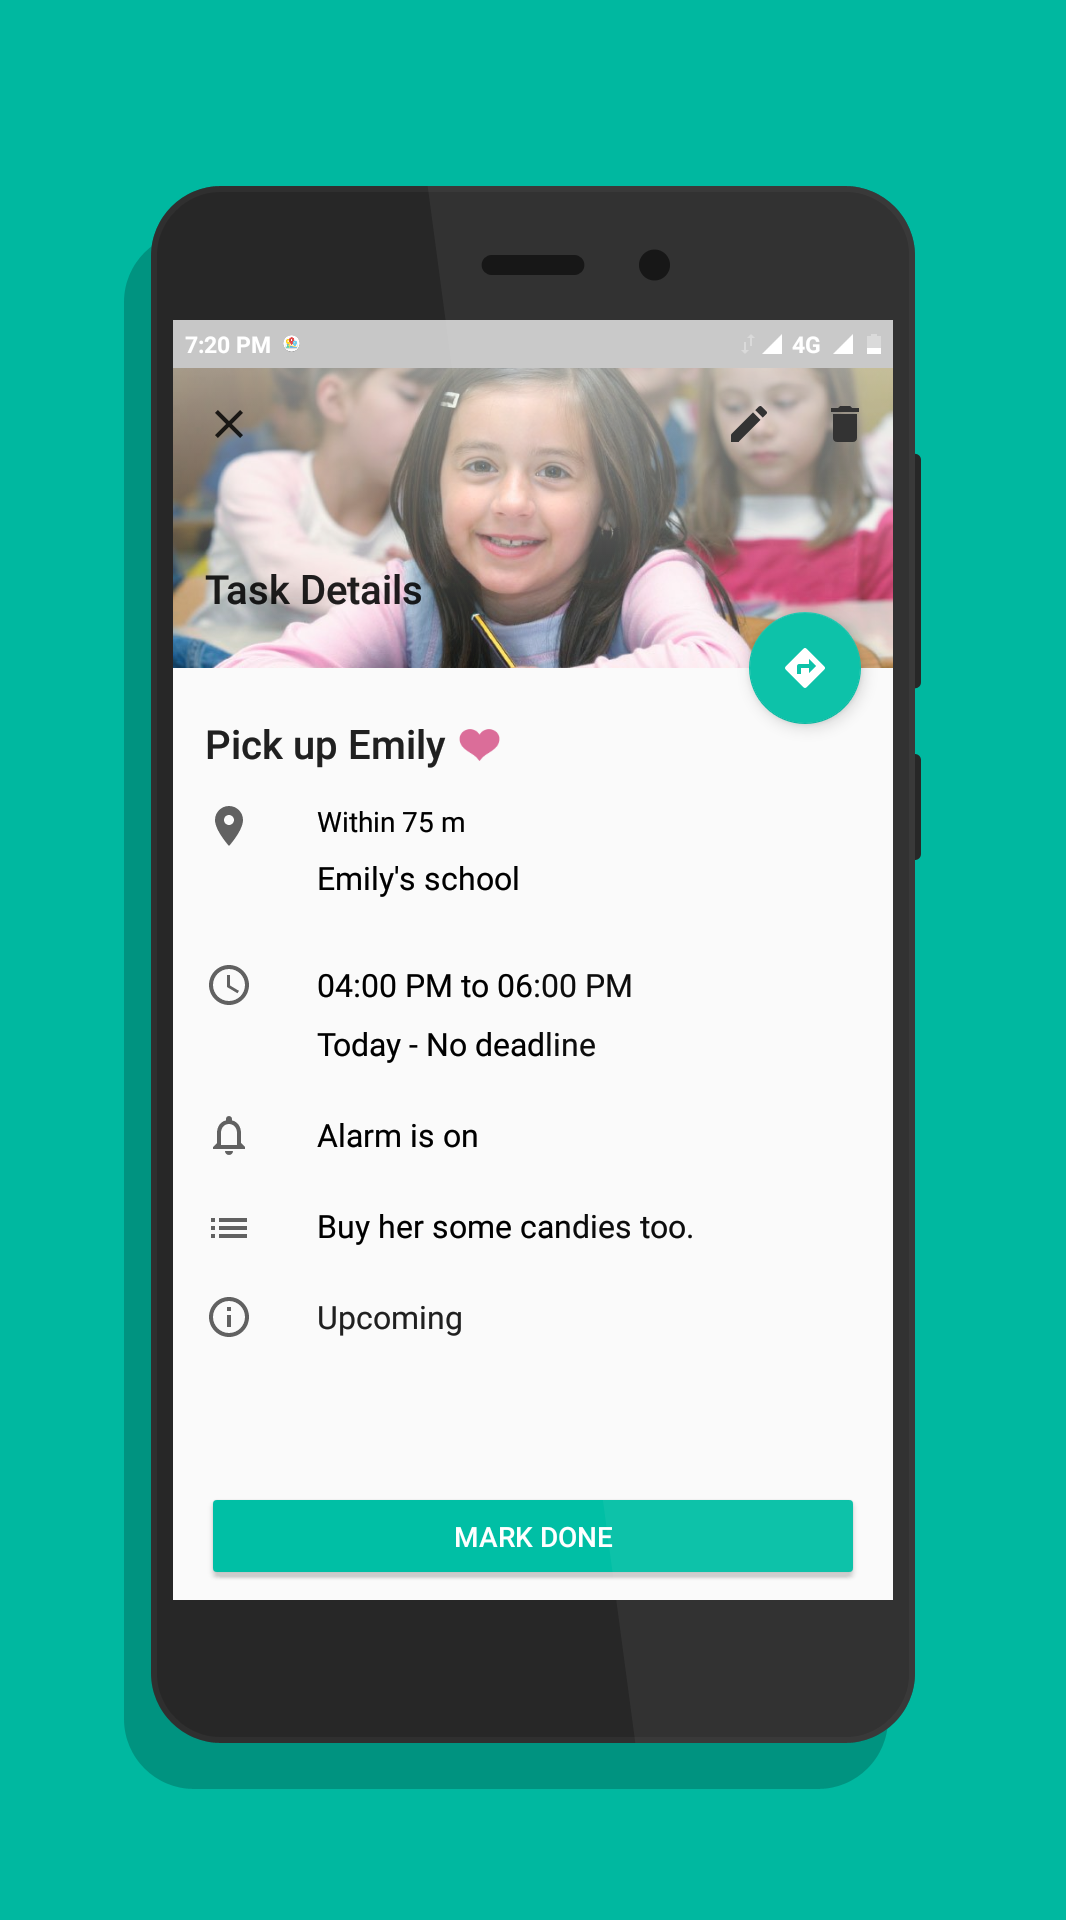 7:20 PM 4G
Task Details
Pick up Emily
Within 75 m
Emily's school
04:00 PM to 06:00 PM
Today - No deadline
Alarm is on
Buy her some candies too.
Upcoming
MARK DONE